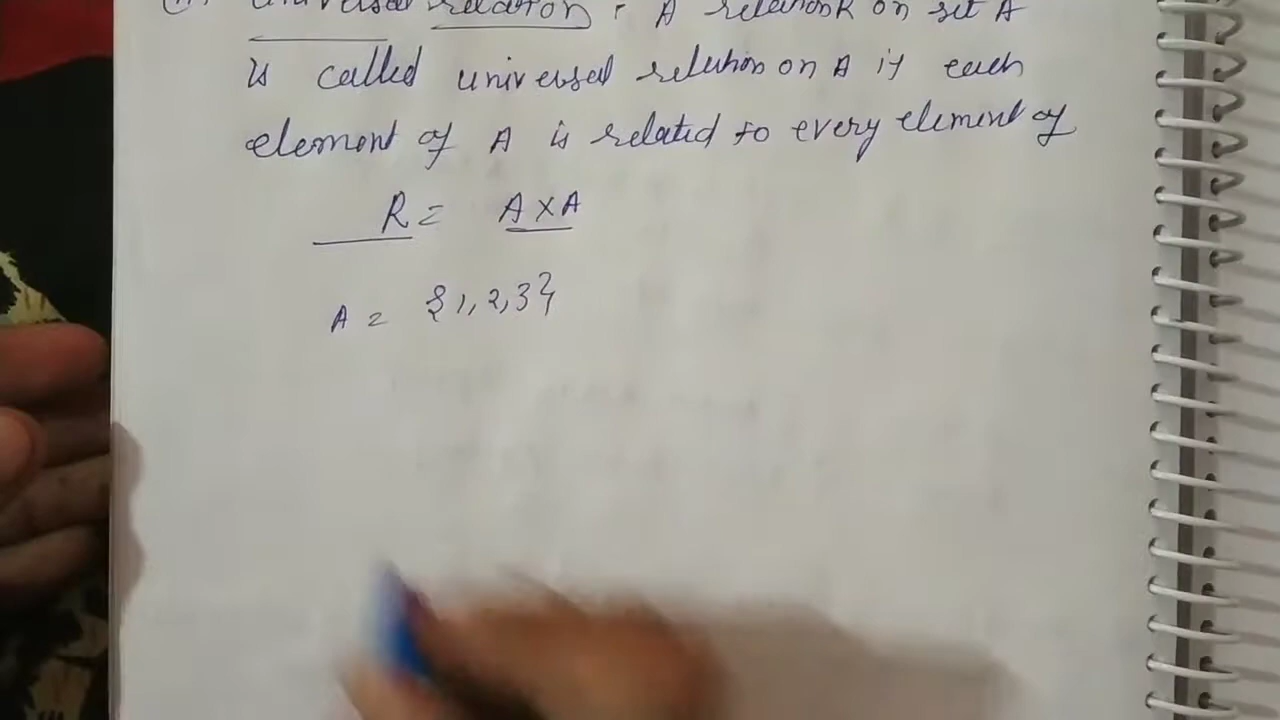 (ii) Universal relation : A relation R on set A
is called universal relation on A if each
element of A is related to every element of
R = A × A
A = {1, 2, 3}